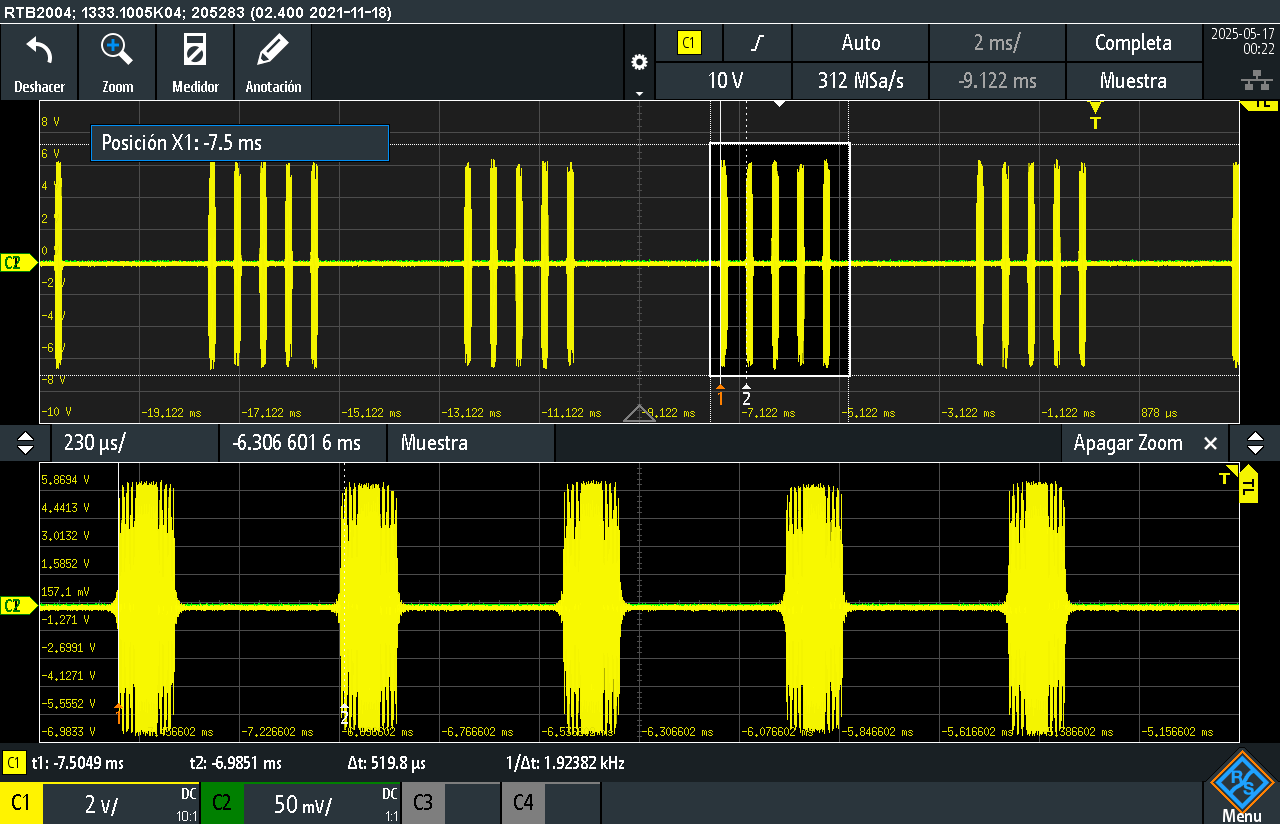 RTB2004; 1333.1005K04; 205283 (02.400 2021-11-18)
Deshacer
Zoom
Medidor
Anotación
C1
Auto
2 ms/
Completa
2025-05-17
00:22
10 V
312 MSa/s
-9.122 ms
Muestra
TL
8 V
T
Posición X1: -7.5 ms
6 V
4 V
2 V
0 V
C2
-2 V
-4 V
-6 V
-8 V
1
2
-10 V
-19,122 ms
-17,122 ms
-15,122 ms
-13,122 ms
-11,122 ms
-9,122 ms
-7,122 ms
-5,122 ms
-3,122 ms
-1,122 ms
878 µs
230 µs/
-6.306 601 6 ms
Muestra
Apagar Zoom
T
TL
5,8694 V
4,4413 V
3,0132 V
1,5852 V
157,1 mV
C2
-1,271 V
-2,6991 V
-4,1271 V
-5,5552 V
1
2
-6,9833 V
-7,226602 ms
-6,766602 ms
-6,306602 ms
-6,076602 ms
-5,846602 ms
-5,616602 ms
-5,386602 ms
-5,156602 ms
C1
t1: -7.5049 ms
t2: -6.9851 ms
Δt: 519.8 µs
1/Δt: 1.92382 kHz
C1
2 V/
DC
10:1
C2
50 mV/
DC
1:1
C3
C4
R S
Menu